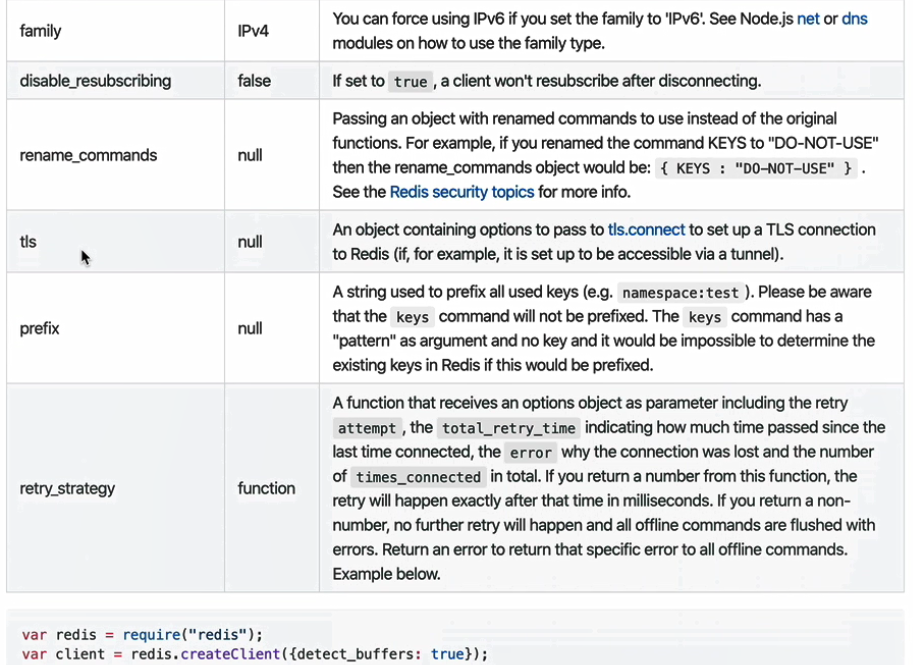 family IPv4 You can force using IPv6 if you set the family to 'IPv6'. See Node.js net or dns
modules on how to use the family type.
disable_resubscribing false If set to true , a client won't resubscribe after disconnecting.
Passing an object with renamed commands to use instead of the original
functions. For example, if you renamed the command KEYS to "DO-NOT-USE"
rename_commands null then the rename_commands object would be: { KEYS : "DO-NOT-USE" } .
See the Redis security topics for more info.
tls null An object containing options to pass to tls.connect to set up a TLS connection
to Redis (if, for example, it is set up to be accessible via a tunnel).
A string used to prefix all used keys (e.g. namespace:test ). Please be aware
prefix null that the keys command will not be prefixed. The keys command has a
"pattern" as argument and no key and it would be impossible to determine the
existing keys in Redis if this would be prefixed.
A function that receives an options object as parameter including the retry
attempt , the total_retry_time indicating how much time passed since the
last time connected, the error why the connection was lost and the number
retry_strategy function of times_connected in total. If you return a number from this function, the
retry will happen exactly after that time in milliseconds. If you return a non-
number, no further retry will happen and all offline commands are flushed with
errors. Return an error to return that specific error to all offline commands.
Example below.
var redis = require("redis");
var client = redis.createClient({detect_buffers: true});